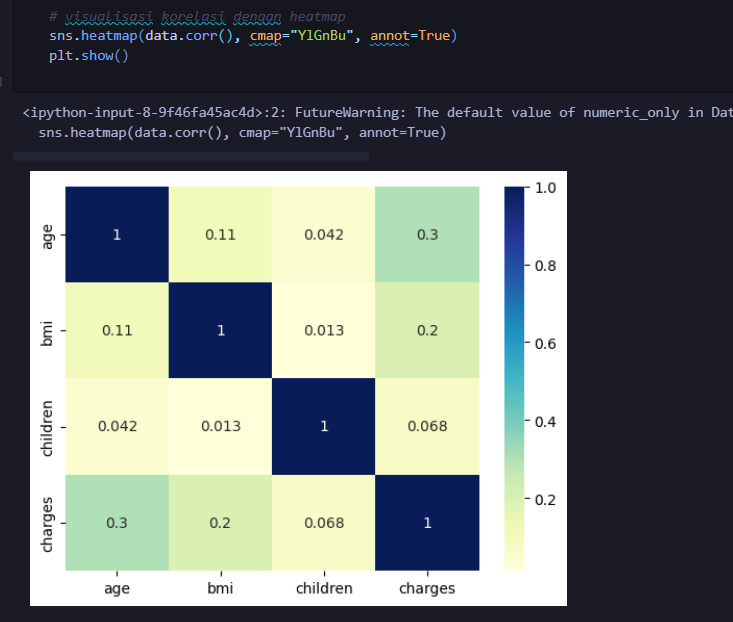 # visualisasi korelasi dengan heatmap
sns.heatmap(data.corr(), cmap="YlGnBu", annot=True)
plt.show()
<ipython-input-8-9f46fa45ac4d>:2: FutureWarning: The default value of numeric_only in Dat
sns.heatmap(data.corr(), cmap="YlGnBu", annot=True)
age 1 0.11 0.042 0.3
bmi 0.11 1 0.013 0.2
children 0.042 0.013 1 0.068
charges 0.3 0.2 0.068 1
age bmi children charges
1.0
0.8
0.6
0.4
0.2